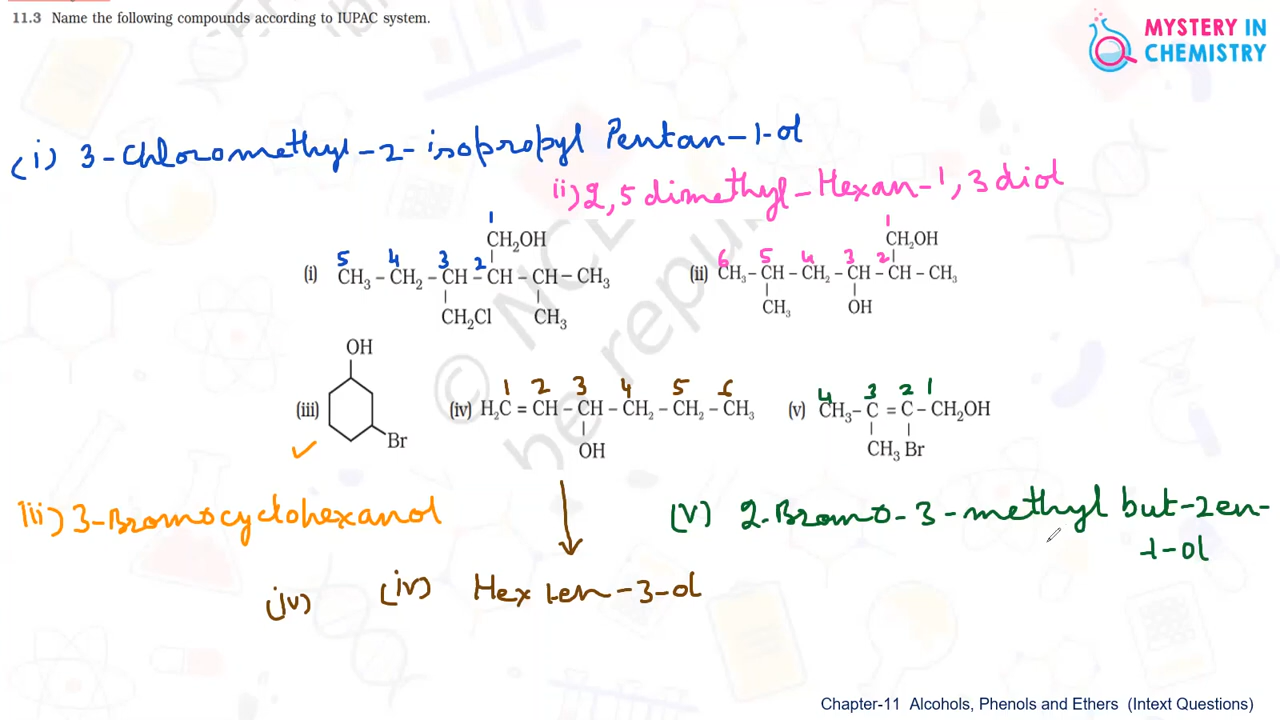 11.3 Name the following compounds according to IUPAC system.
MYSTERY IN
CHEMISTRY
(i) 3-Chloromethyl-2-isopropyl Pentan-1-ol
ii) 2,5 dimethyl-Hexan-1,3 diol
1
CH₂OH
5 4 3 2
(i) CH₃ – CH₂ – CH – CH – CH – CH₃
CH₂Cl CH₃
1
CH₂OH
6 5 4 3 2
(ii) CH₃ – CH – CH₂ – CH – CH – CH₃
CH₃ OH
OH
(iii)
Br
1 2 3 4 5 6
(iv) H₂C = CH – CH – CH₂ – CH₂ – CH₃
OH
4 3 2 1
(v) CH₃ – C = C – CH₂OH
CH₃ Br
iii) 3-Bromocyclohexanol
(v) 2-Bromo-3-methyl but-2en-
1-ol
(iv) (iv) Hex 1en-3-ol
© NCE
be repu
Chapter-11 Alcohols, Phenols and Ethers (Intext Questions)